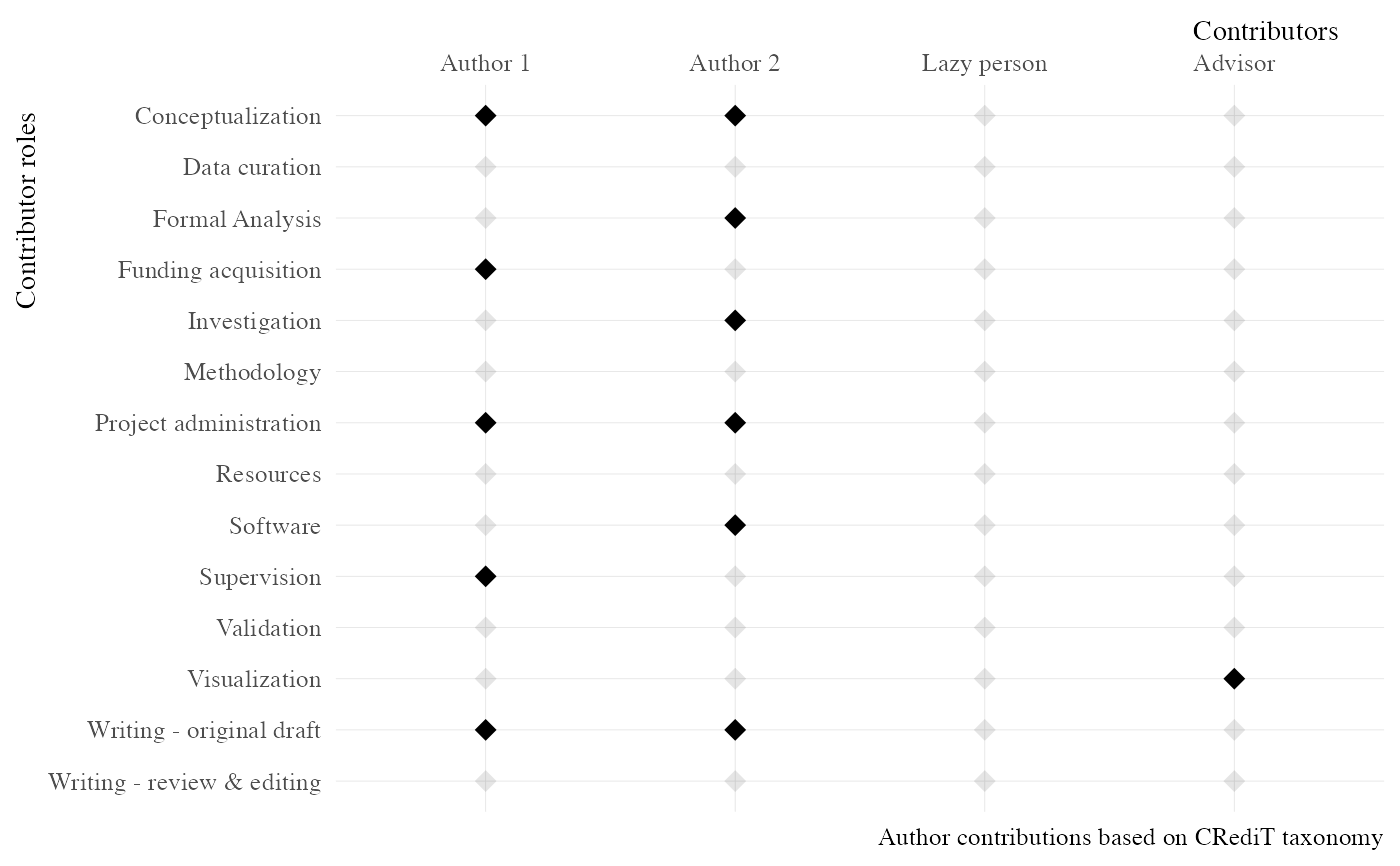 Contributors
Author 1 Author 2 Lazy person Advisor
Contributor roles
Conceptualization
Data curation
Formal Analysis
Funding acquisition
Investigation
Methodology
Project administration
Resources
Software
Supervision
Validation
Visualization
Writing - original draft
Writing - review & editing
Author contributions based on CRediT taxonomy